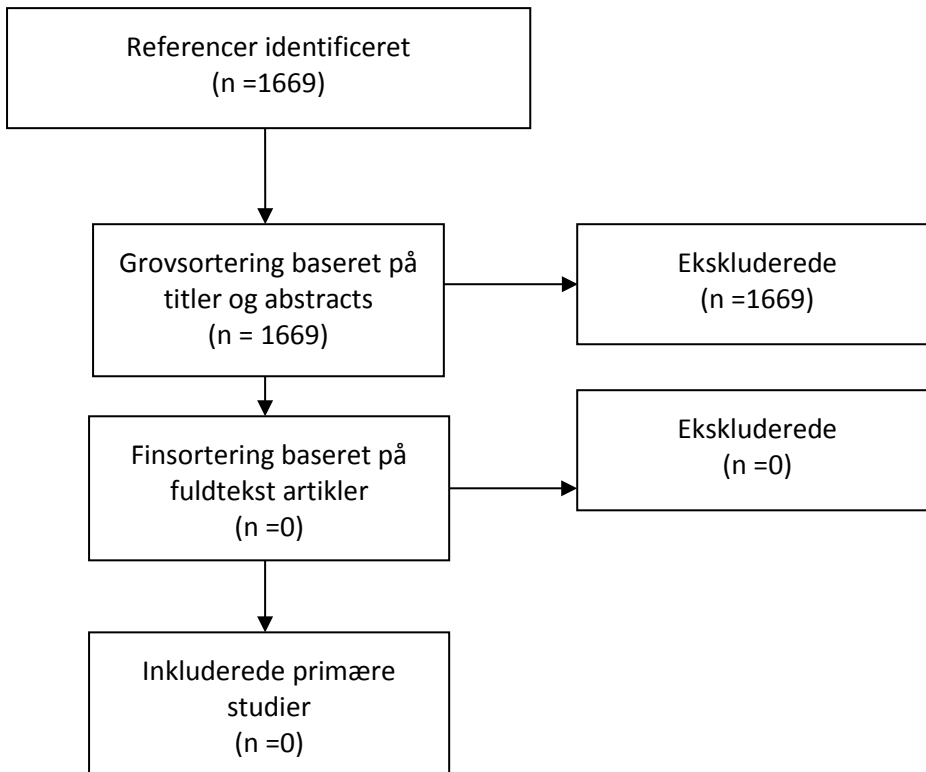 Referencer identificeret
(n =1669)
Grovsortering baseret på
titler og abstracts
(n = 1669)
Ekskluderede
(n =1669)
Finsortering baseret på
fuldtekst artikler
(n =0)
Ekskluderede
(n =0)
Inkluderede primære
studier
(n =0)